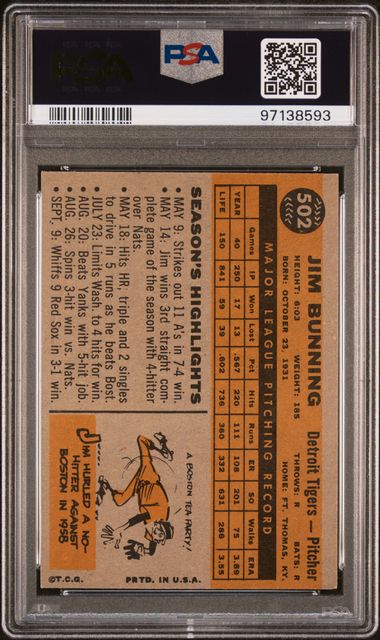 PSA
97138593
502
JIM BUNNING
Detroit Tigers — Pitcher
HEIGHT: 6:03 WEIGHT: 185 THROWS: R BATS: R
BORN: OCTOBER 23, 1931 HOME: FT. THOMAS, KY.
MAJOR LEAGUE PITCHING RECORD
Games IP Won Lost Pct Hits Runs ER SO Walks ERA
YEAR 40 250 17 13 .567 220 111 108 201 75 3.89
LIFE 150 841 59 39 .602 736 360 332 631 286 3.55
SEASON'S HIGHLIGHTS
MAY 9: Strikes out 11 A's in 7-4 win.
MAY 14: Jim wins 3rd straight com-
plete game of the season with 4-hitter
over Nats.
MAY 18: Hits HR, triple and 2 singles
to drive in 5 runs as he beats Bost.
JULY 23: Limits Wash. to 4 hits for win.
AUG. 20: Beats Yanks with 5-hit job.
AUG. 26: Spins 3-hit win vs. Nats.
SEPT. 9: Whiffs 9 Red Sox in 3-1 win.
A BOSTON TEA PARTY!
JIM HURLED A NO-
HITTER AGAINST
BOSTON IN 1958
©T.C.G. PRTD. IN U.S.A.